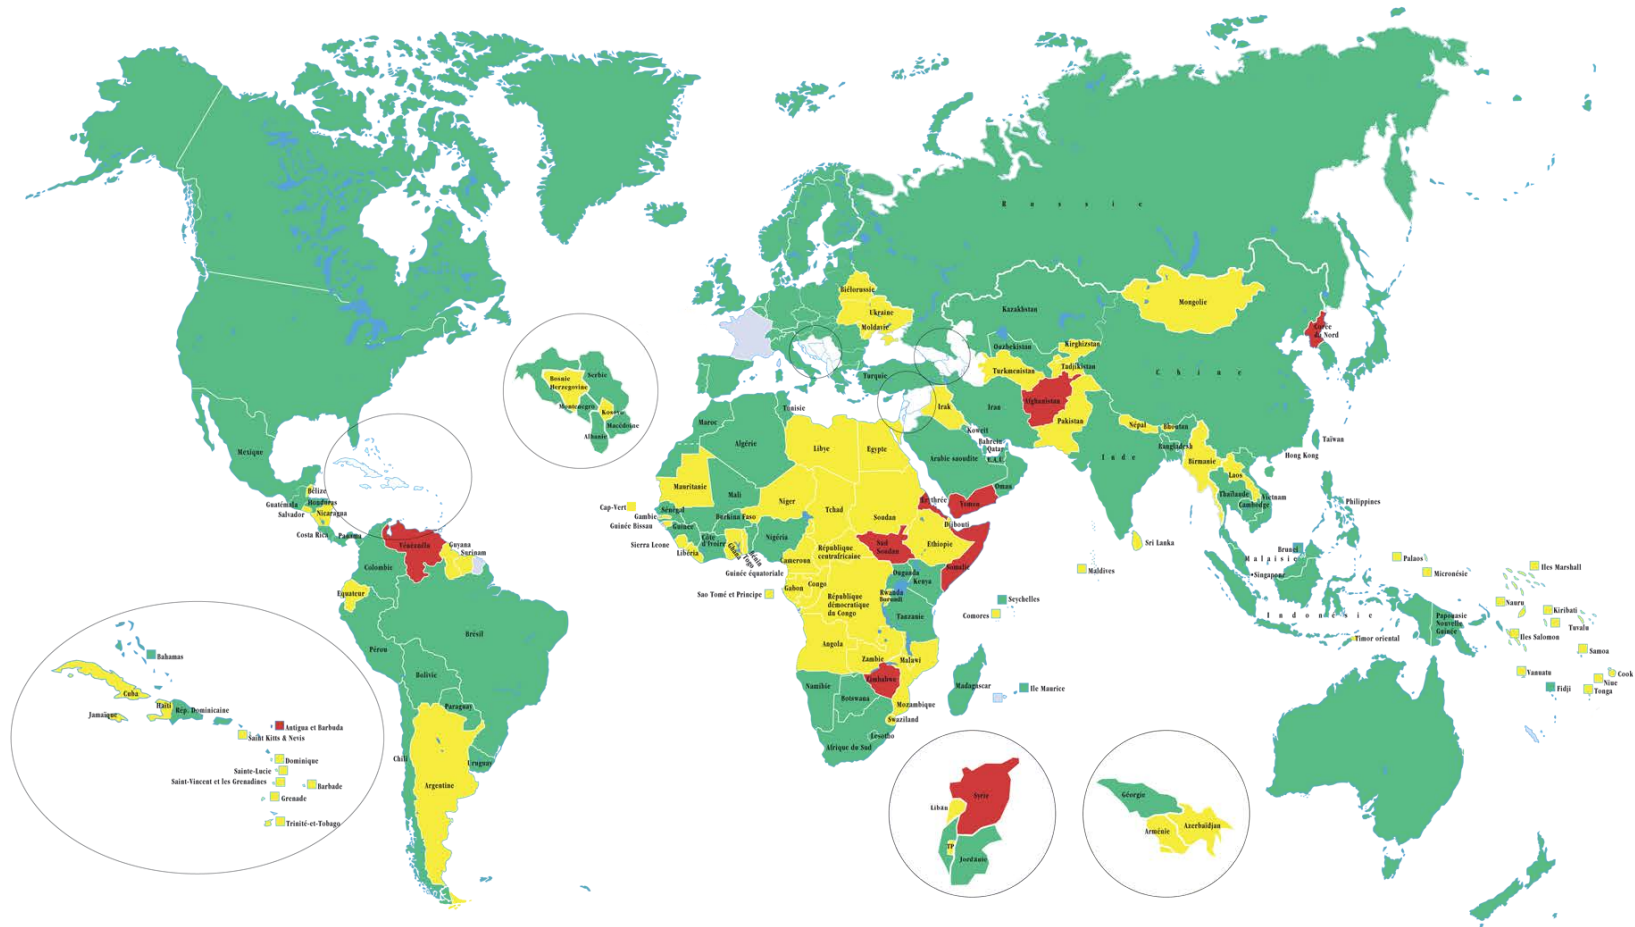 Russie
Biélorussie
Ukraine
Moldavie
Kazakhstan
Mongolie
Corée
du Nord
Ouzbékistan
Kirghizstan
Turkmenistan
Tadjikistan
Turquie
Chine
Bosnie
Herzegovine
Serbie
Montenegro
Kosovo
Macédoine
Albanie
Afghanistan
Irak
Iran
Pakistan
Népal
Bhoutan
Bangladesh
Inde
Birmanie
Laos
Thaïlande
Vietnam
Cambodge
Taïwan
Hong Kong
Philippines
Koweit
Bahrein
Qatar
E.A.U.
Arabie saoudite
Oman
Yemen
Tunisie
Maroc
Algérie
Libye
Egypte
Mauritanie
Mali
Niger
Tchad
Soudan
Erythrée
Djibouti
Cap-Vert
Sénégal
Gambie
Guinée Bissau
Guinée
Sierra Leone
Libéria
Côte
d'Ivoire
Burkina Faso
Ghana
Togo
Bénin
Nigéria
Cameroun
République
centrafricaine
Sud
Soudan
Ethiopie
Somalie
Guinée équatoriale
Sao Tomé et Principe
Gabon
Congo
République
démocratique
du Congo
Ouganda
Kenya
Rwanda
Burundi
Tanzanie
Angola
Zambie
Malawi
Zimbabwe
Mozambique
Namibie
Botswana
Swaziland
Lesotho
Afrique du Sud
Madagascar
Comores
Seychelles
Ile Maurice
Maldives
Sri Lanka
Brunei
Malaisie
Singapour
Indonésie
Timor oriental
Papouasie
Nouvelle
Guinée
Palaos
Micronésie
Iles Marshall
Nauru
Kiribati
Tuvalu
Iles Salomon
Samoa
Vanuatu
Cook
Niue
Fidji
Tonga
Mexique
Bélize
Guatémala
Honduras
Salvador
Nicaragua
Costa Rica
Panama
Vénézuéla
Guyana
Surinam
Colombie
Equateur
Brésil
Pérou
Bolivie
Paraguay
Chili
Argentine
Uruguay
Bahamas
Cuba
Jamaïque
Haïti
Rép. Dominicaine
Antigua et Barbuda
Saint Kitts & Nevis
Dominique
Sainte-Lucie
Saint-Vincent et les Grenadines
Barbade
Grenade
Trinité-et-Tobago
Syrie
Liban
TP
Jordanie
Géorgie
Arménie
Azerbaïdjan